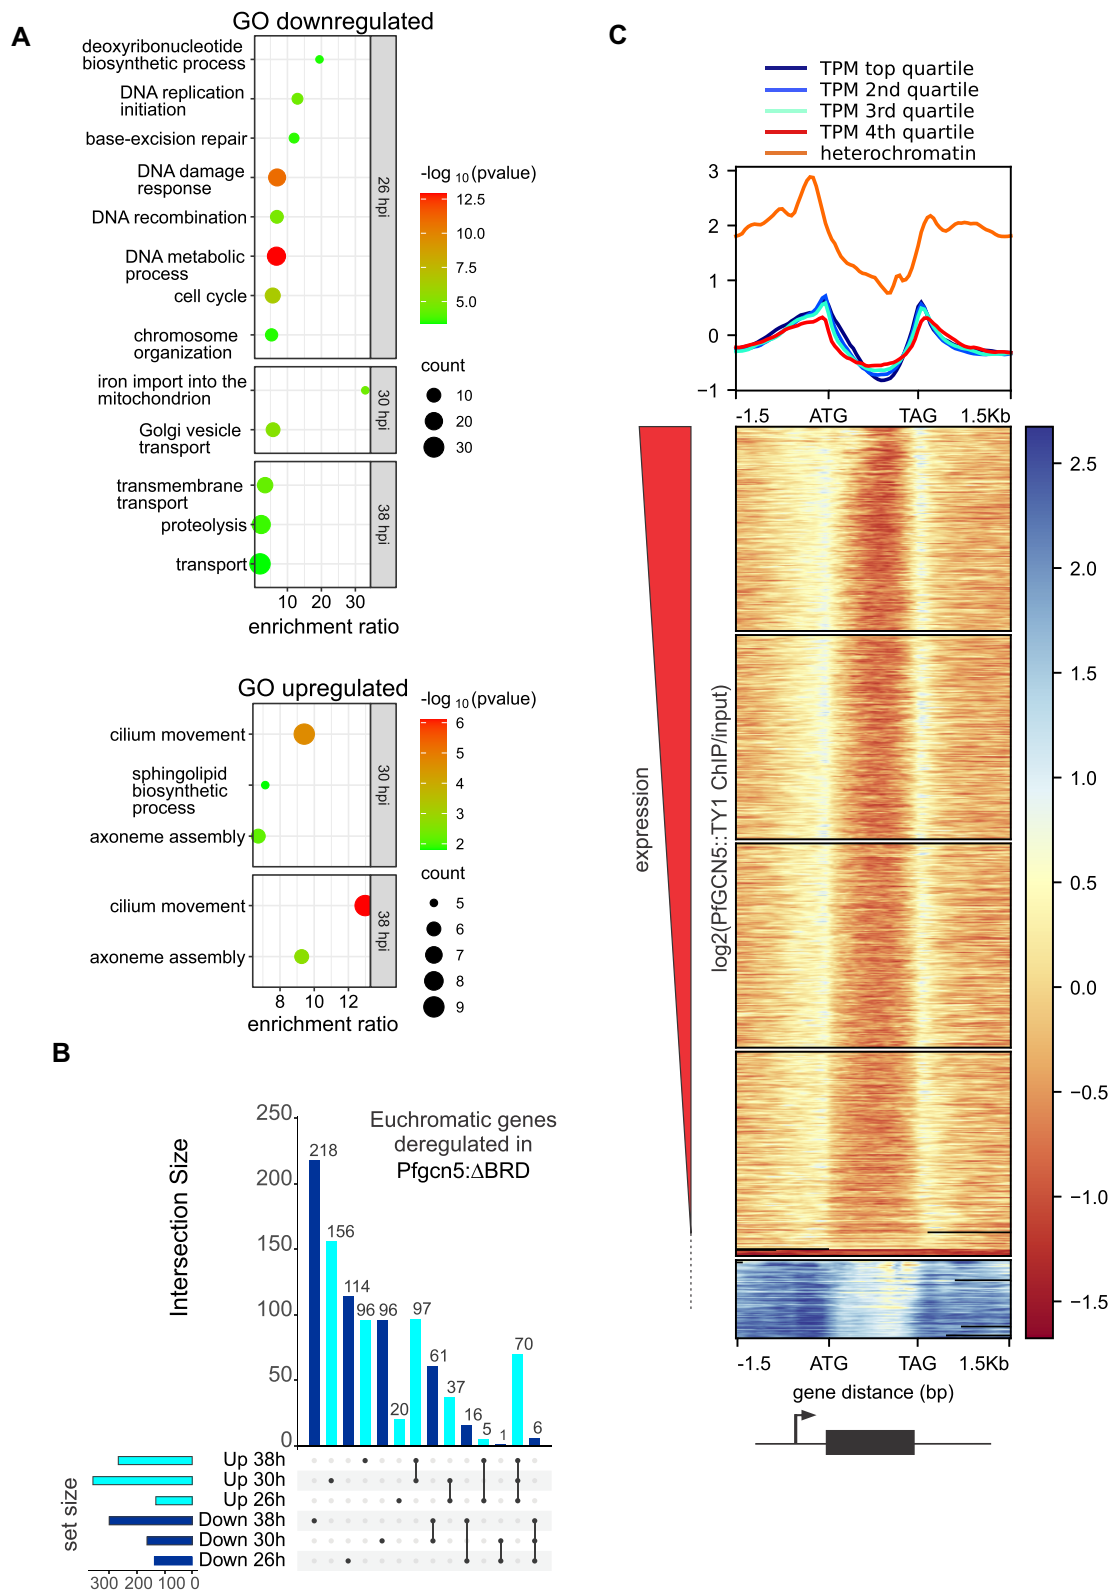 A
GO downregulated
deoxyribonucleotide
biosynthetic process
DNA replication
initiation
base-excision repair
DNA damage
response
DNA recombination
DNA metabolic
process
cell cycle
chromosome
organization
26 hpi
iron import into the
mitochondrion
Golgi vesicle
transport
30 hpi
transmembrane
transport
proteolysis
transport
38 hpi
10 20 30
enrichment ratio
-log 10 (pvalue)
12.5
10.0
7.5
5.0
count
10
20
30
GO upregulated
cilium movement
sphingolipid
biosynthetic
process
axoneme assembly
30 hpi
cilium movement
axoneme assembly
38 hpi
8 10 12
enrichment ratio
-log 10 (pvalue)
6
5
4
3
2
count
5
6
7
8
9
B
Euchromatic genes
deregulated in
Pfgcn5:ΔBRD
Intersection Size
250
200
150
100
50
0
218
156
114
96
96
20
97
61
37
16
5
1
70
6
Up 38h
Up 30h
Up 26h
Down 38h
Down 30h
Down 26h
set size
300 200 100 0
C
TPM top quartile
TPM 2nd quartile
TPM 3rd quartile
TPM 4th quartile
heterochromatin
3
2
1
0
−1
-1.5 ATG TAG 1.5Kb
expression
log2(PfGCN5::TY1 ChIP/input)
2.5
2.0
1.5
1.0
0.5
0.0
−0.5
−1.0
−1.5
-1.5 ATG TAG 1.5Kb
gene distance (bp)